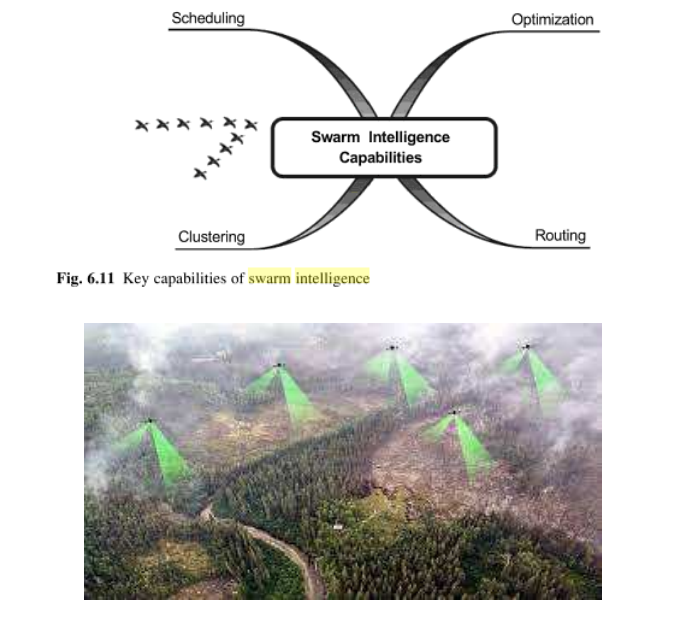 Scheduling
Optimization
Swarm Intelligence
Capabilities
Clustering
Routing
Fig. 6.11 Key capabilities of swarm intelligence